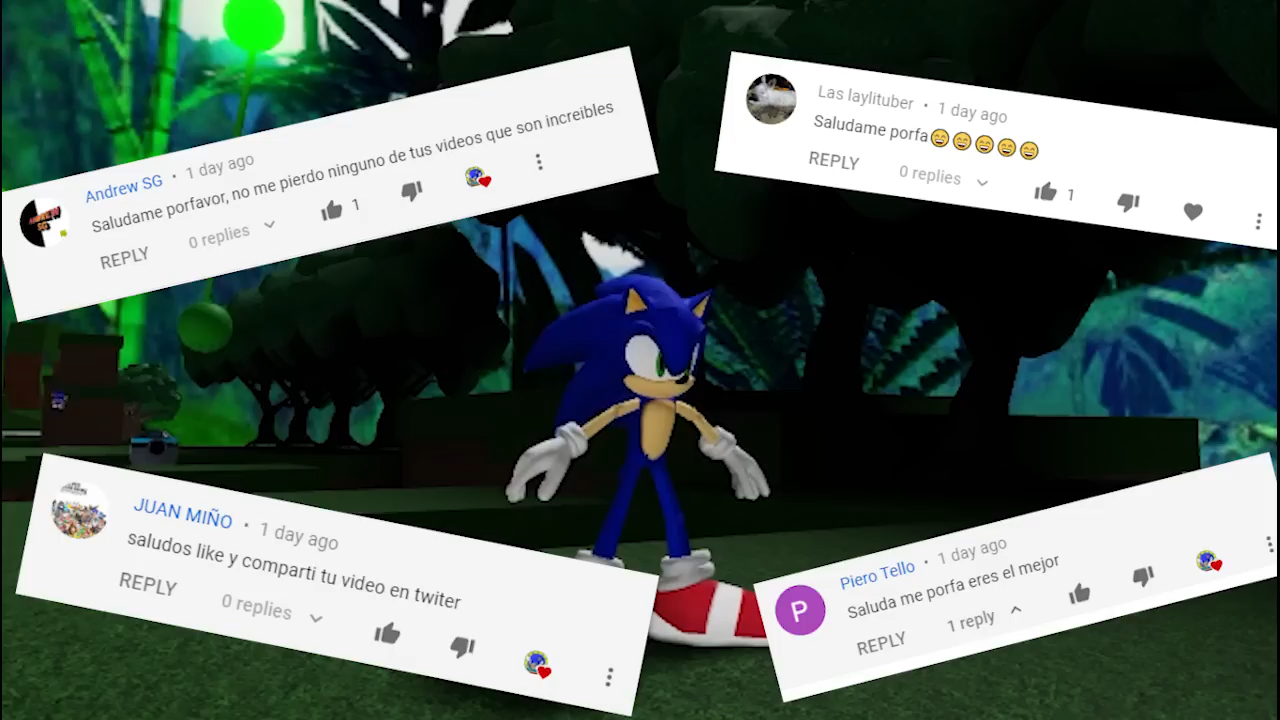 Andrew SG • 1 day ago
Saludame porfavor, no me pierdo ninguno de tus videos que son increibles
REPLY 0 replies 1
Las laylituber • 1 day ago
Saludame porfa😄😄😄😄😄
REPLY 0 replies 1
JUAN MIÑO • 1 day ago
saludos like y comparti tu video en twiter
REPLY 0 replies
P
Piero Tello • 1 day ago
Saluda me porfa eres el mejor
REPLY 1 reply